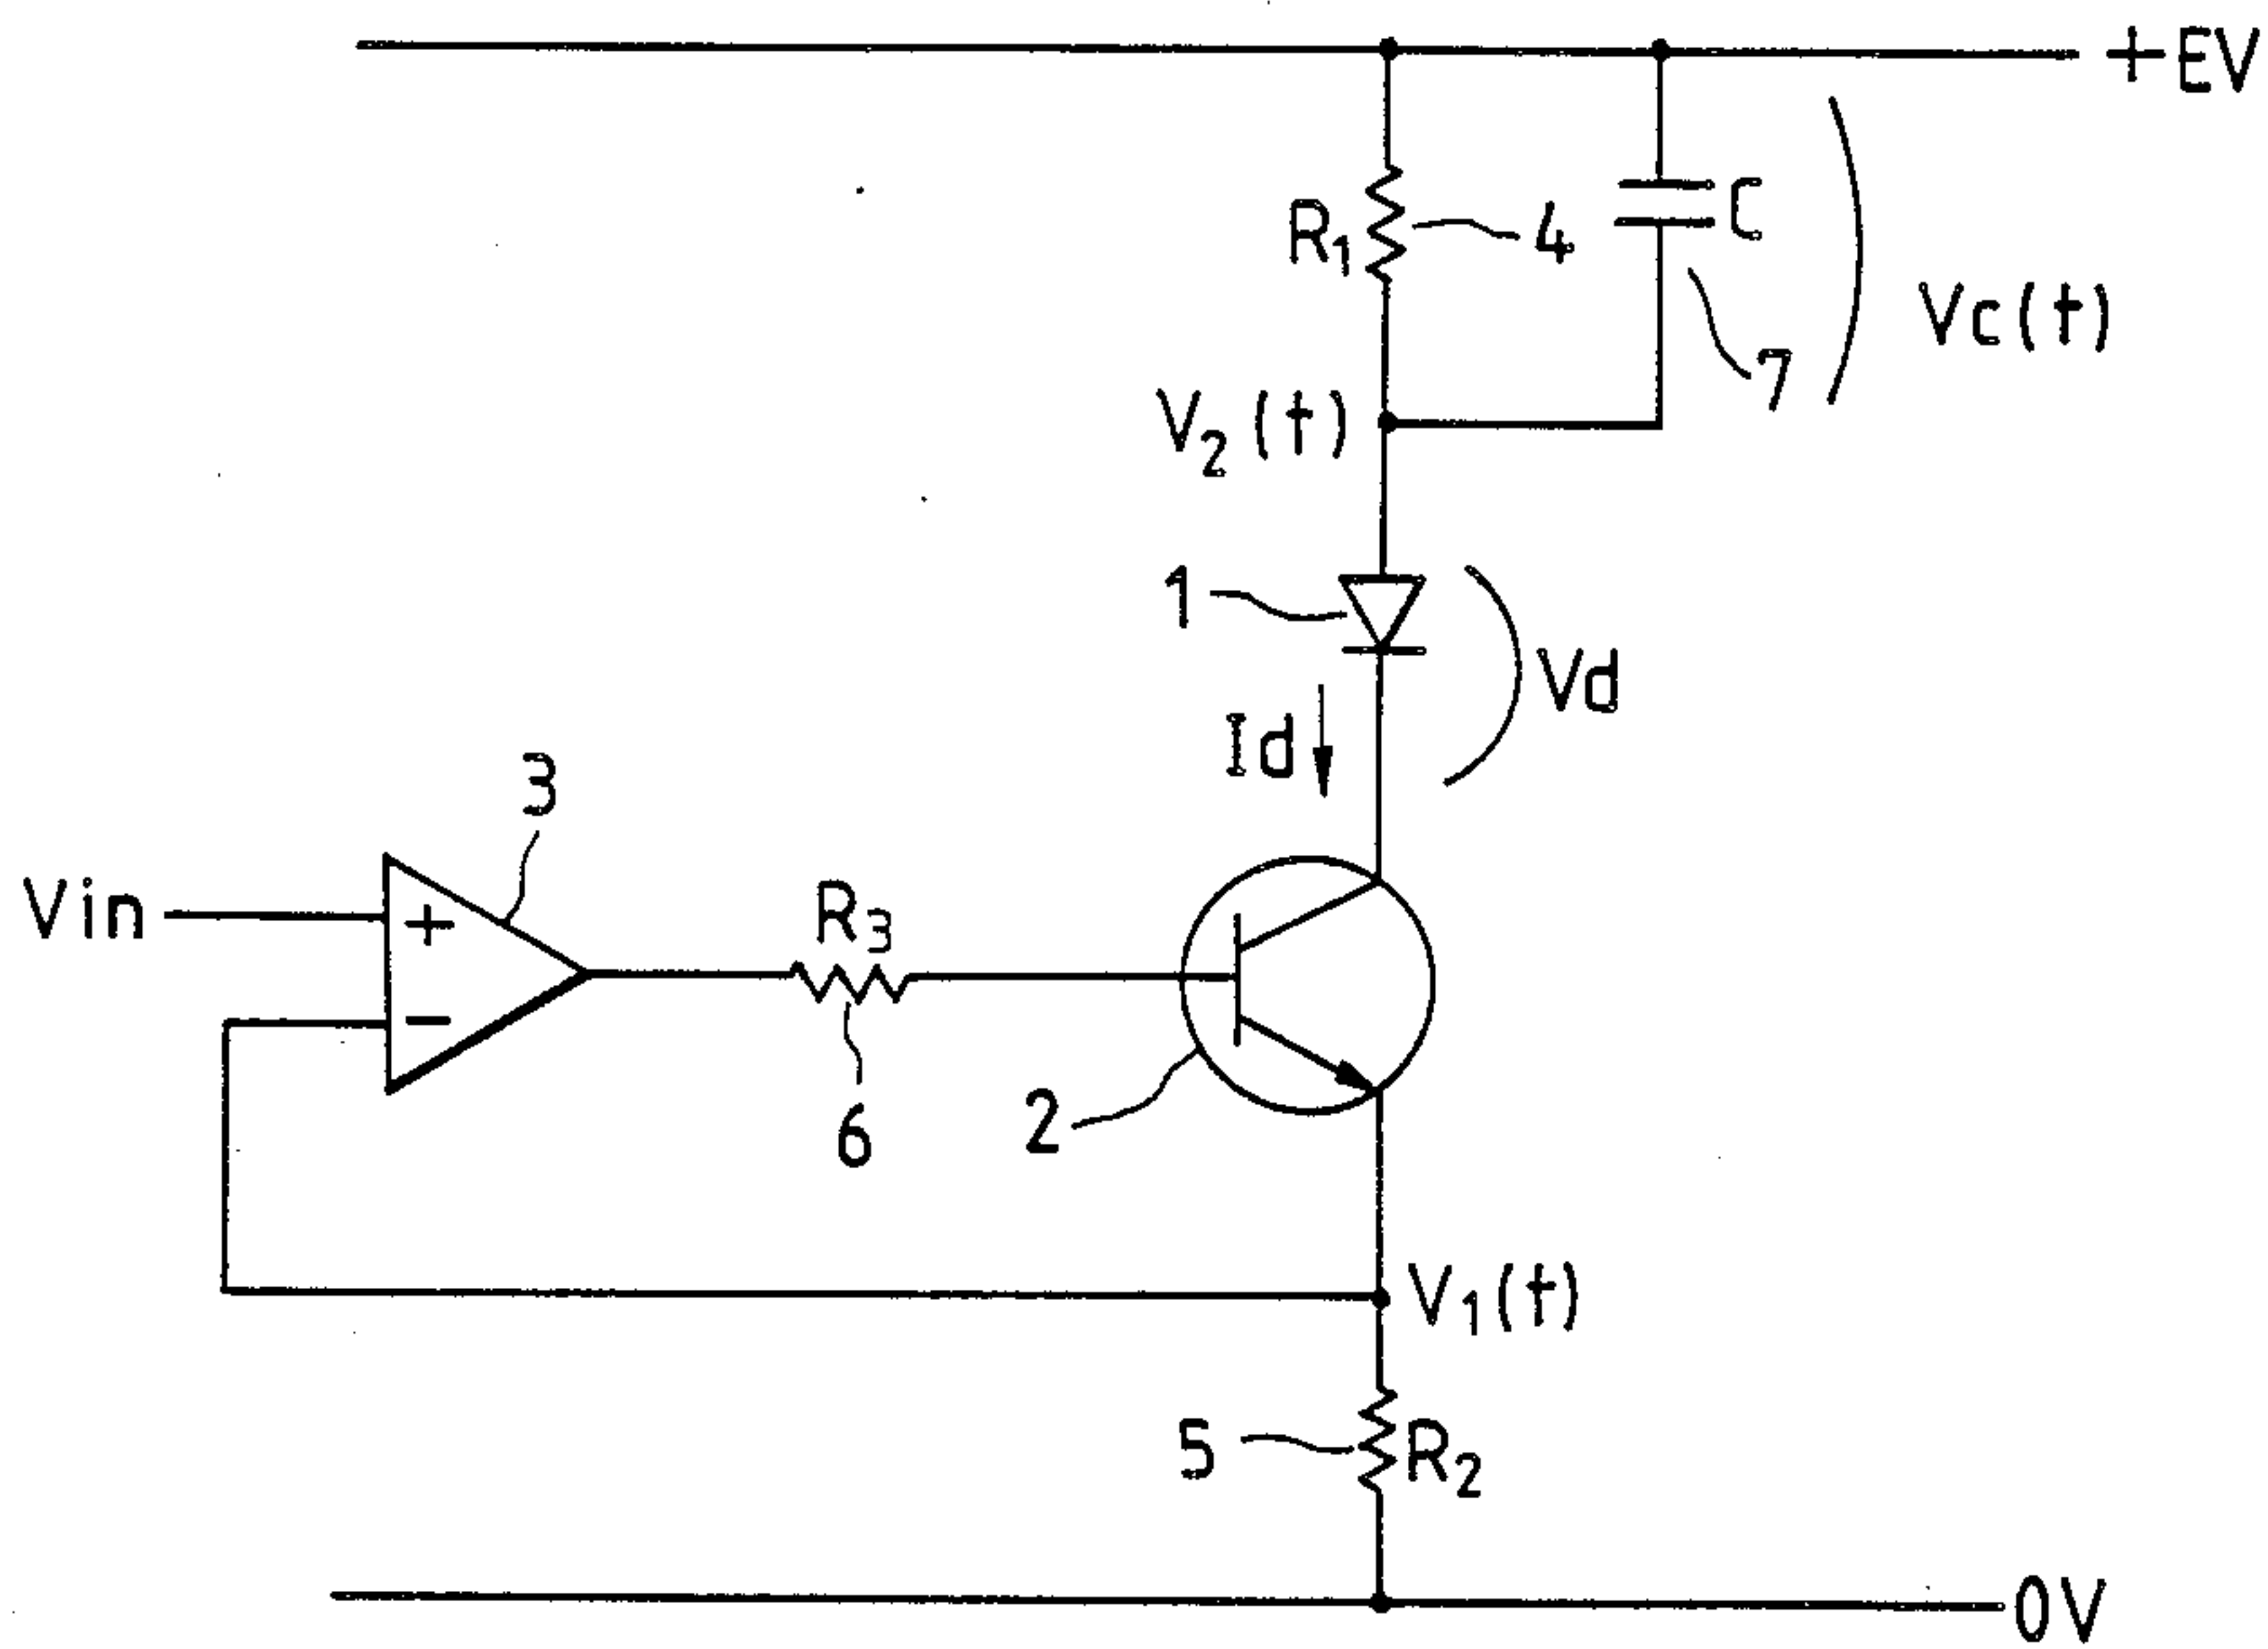 +EV
R1
4
C
Vc(t)
7
V2(t)
1
Vd
Id
3
Vin
+
R3
−
6
2
V1(t)
5
R2
0V